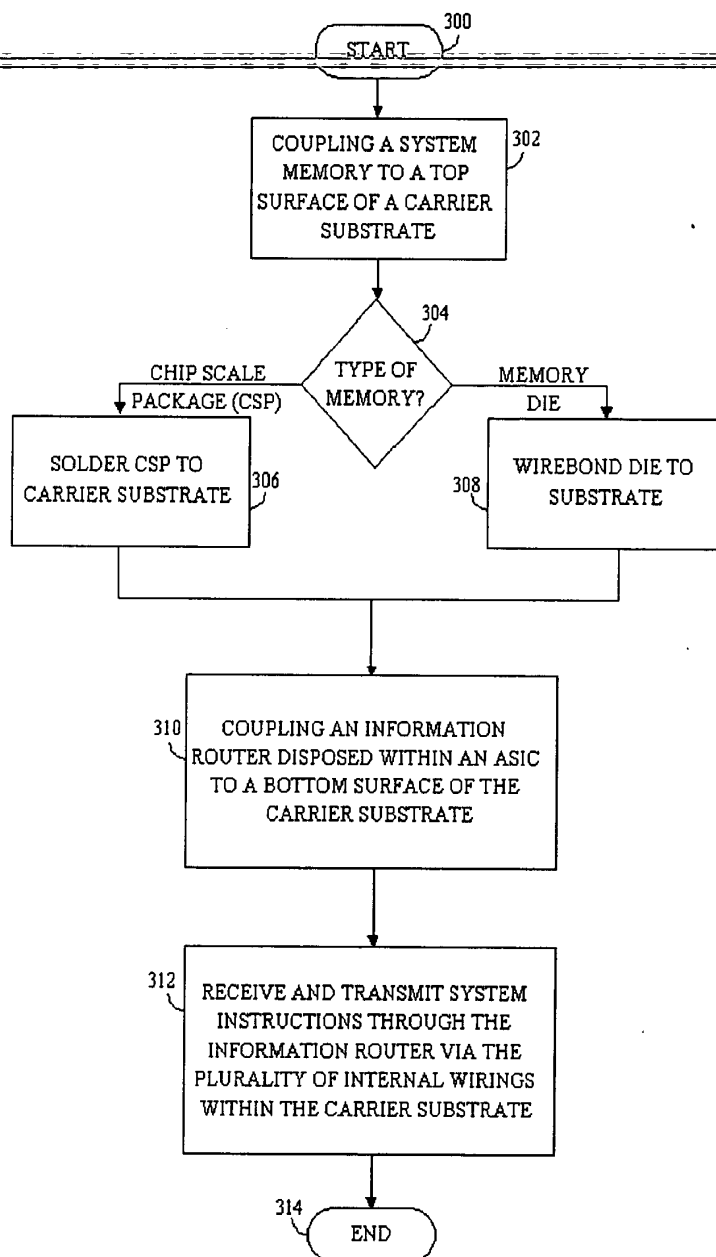 300
START
302
COUPLING A SYSTEM
MEMORY TO A TOP
SURFACE OF A CARRIER
SUBSTRATE
304
TYPE OF
MEMORY?
CHIP SCALE
PACKAGE (CSP)
MEMORY
DIE
SOLDER CSP TO
CARRIER SUBSTRATE
306
WIREBOND DIE TO
SUBSTRATE
308
310
COUPLING AN INFORMATION
ROUTER DISPOSED WITHIN AN ASIC
TO A BOTTOM SURFACE OF THE
CARRIER SUBSTRATE
312
RECEIVE AND TRANSMIT SYSTEM
INSTRUCTIONS THROUGH THE
INFORMATION ROUTER VIA THE
PLURALITY OF INTERNAL WIRINGS
WITHIN THE CARRIER SUBSTRATE
314
END